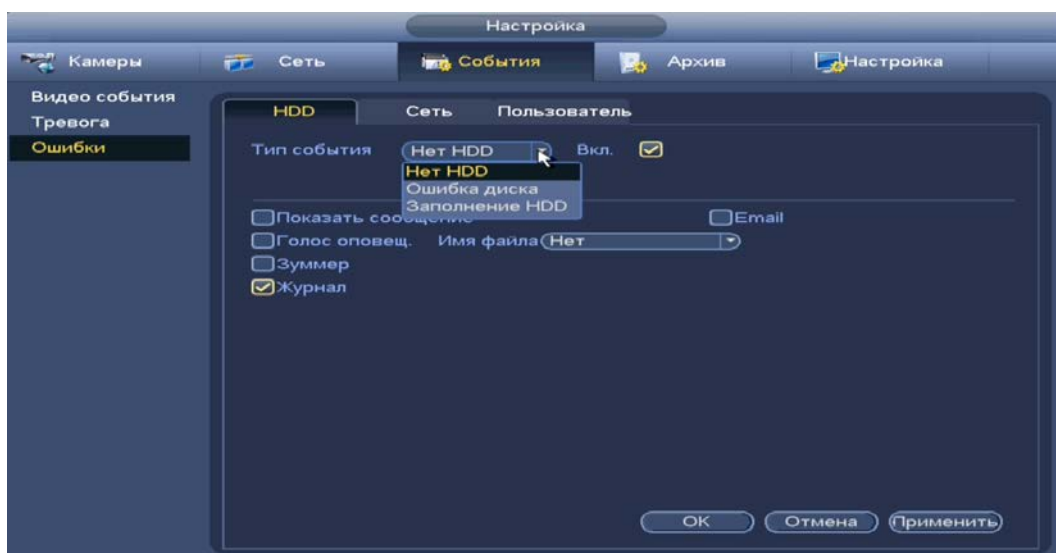 Настройка
Камеры Сеть События Архив Настройка
Видео события
Тревога
Ошибки
HDD Сеть Пользователь
Тип события Нет HDD Вкл.
Нет HDD
Ошибка диска
Заполнение HDD
Показать Email
Голос оповещ. Имя файла Нет
Зуммер
Журнал
OK Отмена Применить